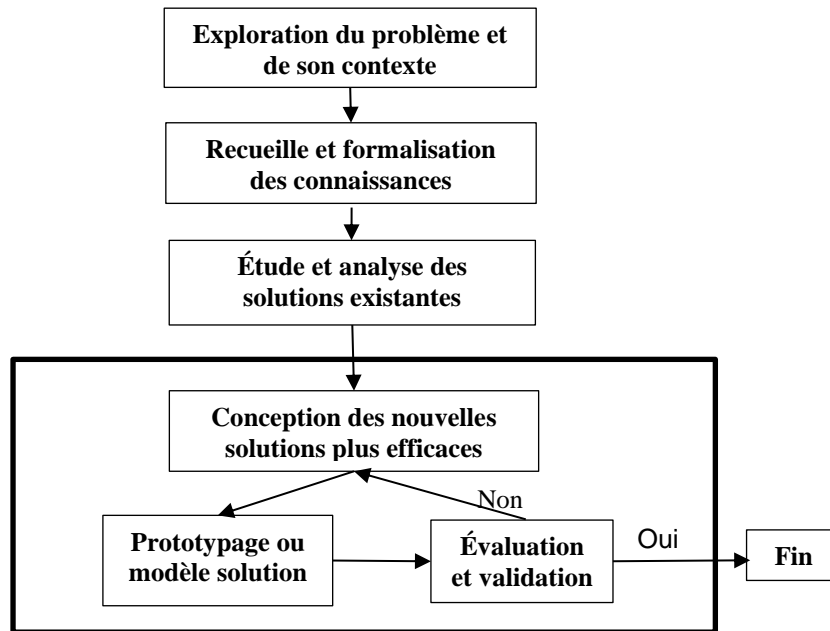 Exploration du problème et
de son contexte
Recueille et formalisation
des connaissances
Étude et analyse des
solutions existantes
Conception des nouvelles
solutions plus efficaces
Non
Prototypage ou
modèle solution
Évaluation
et validation
Oui
Fin